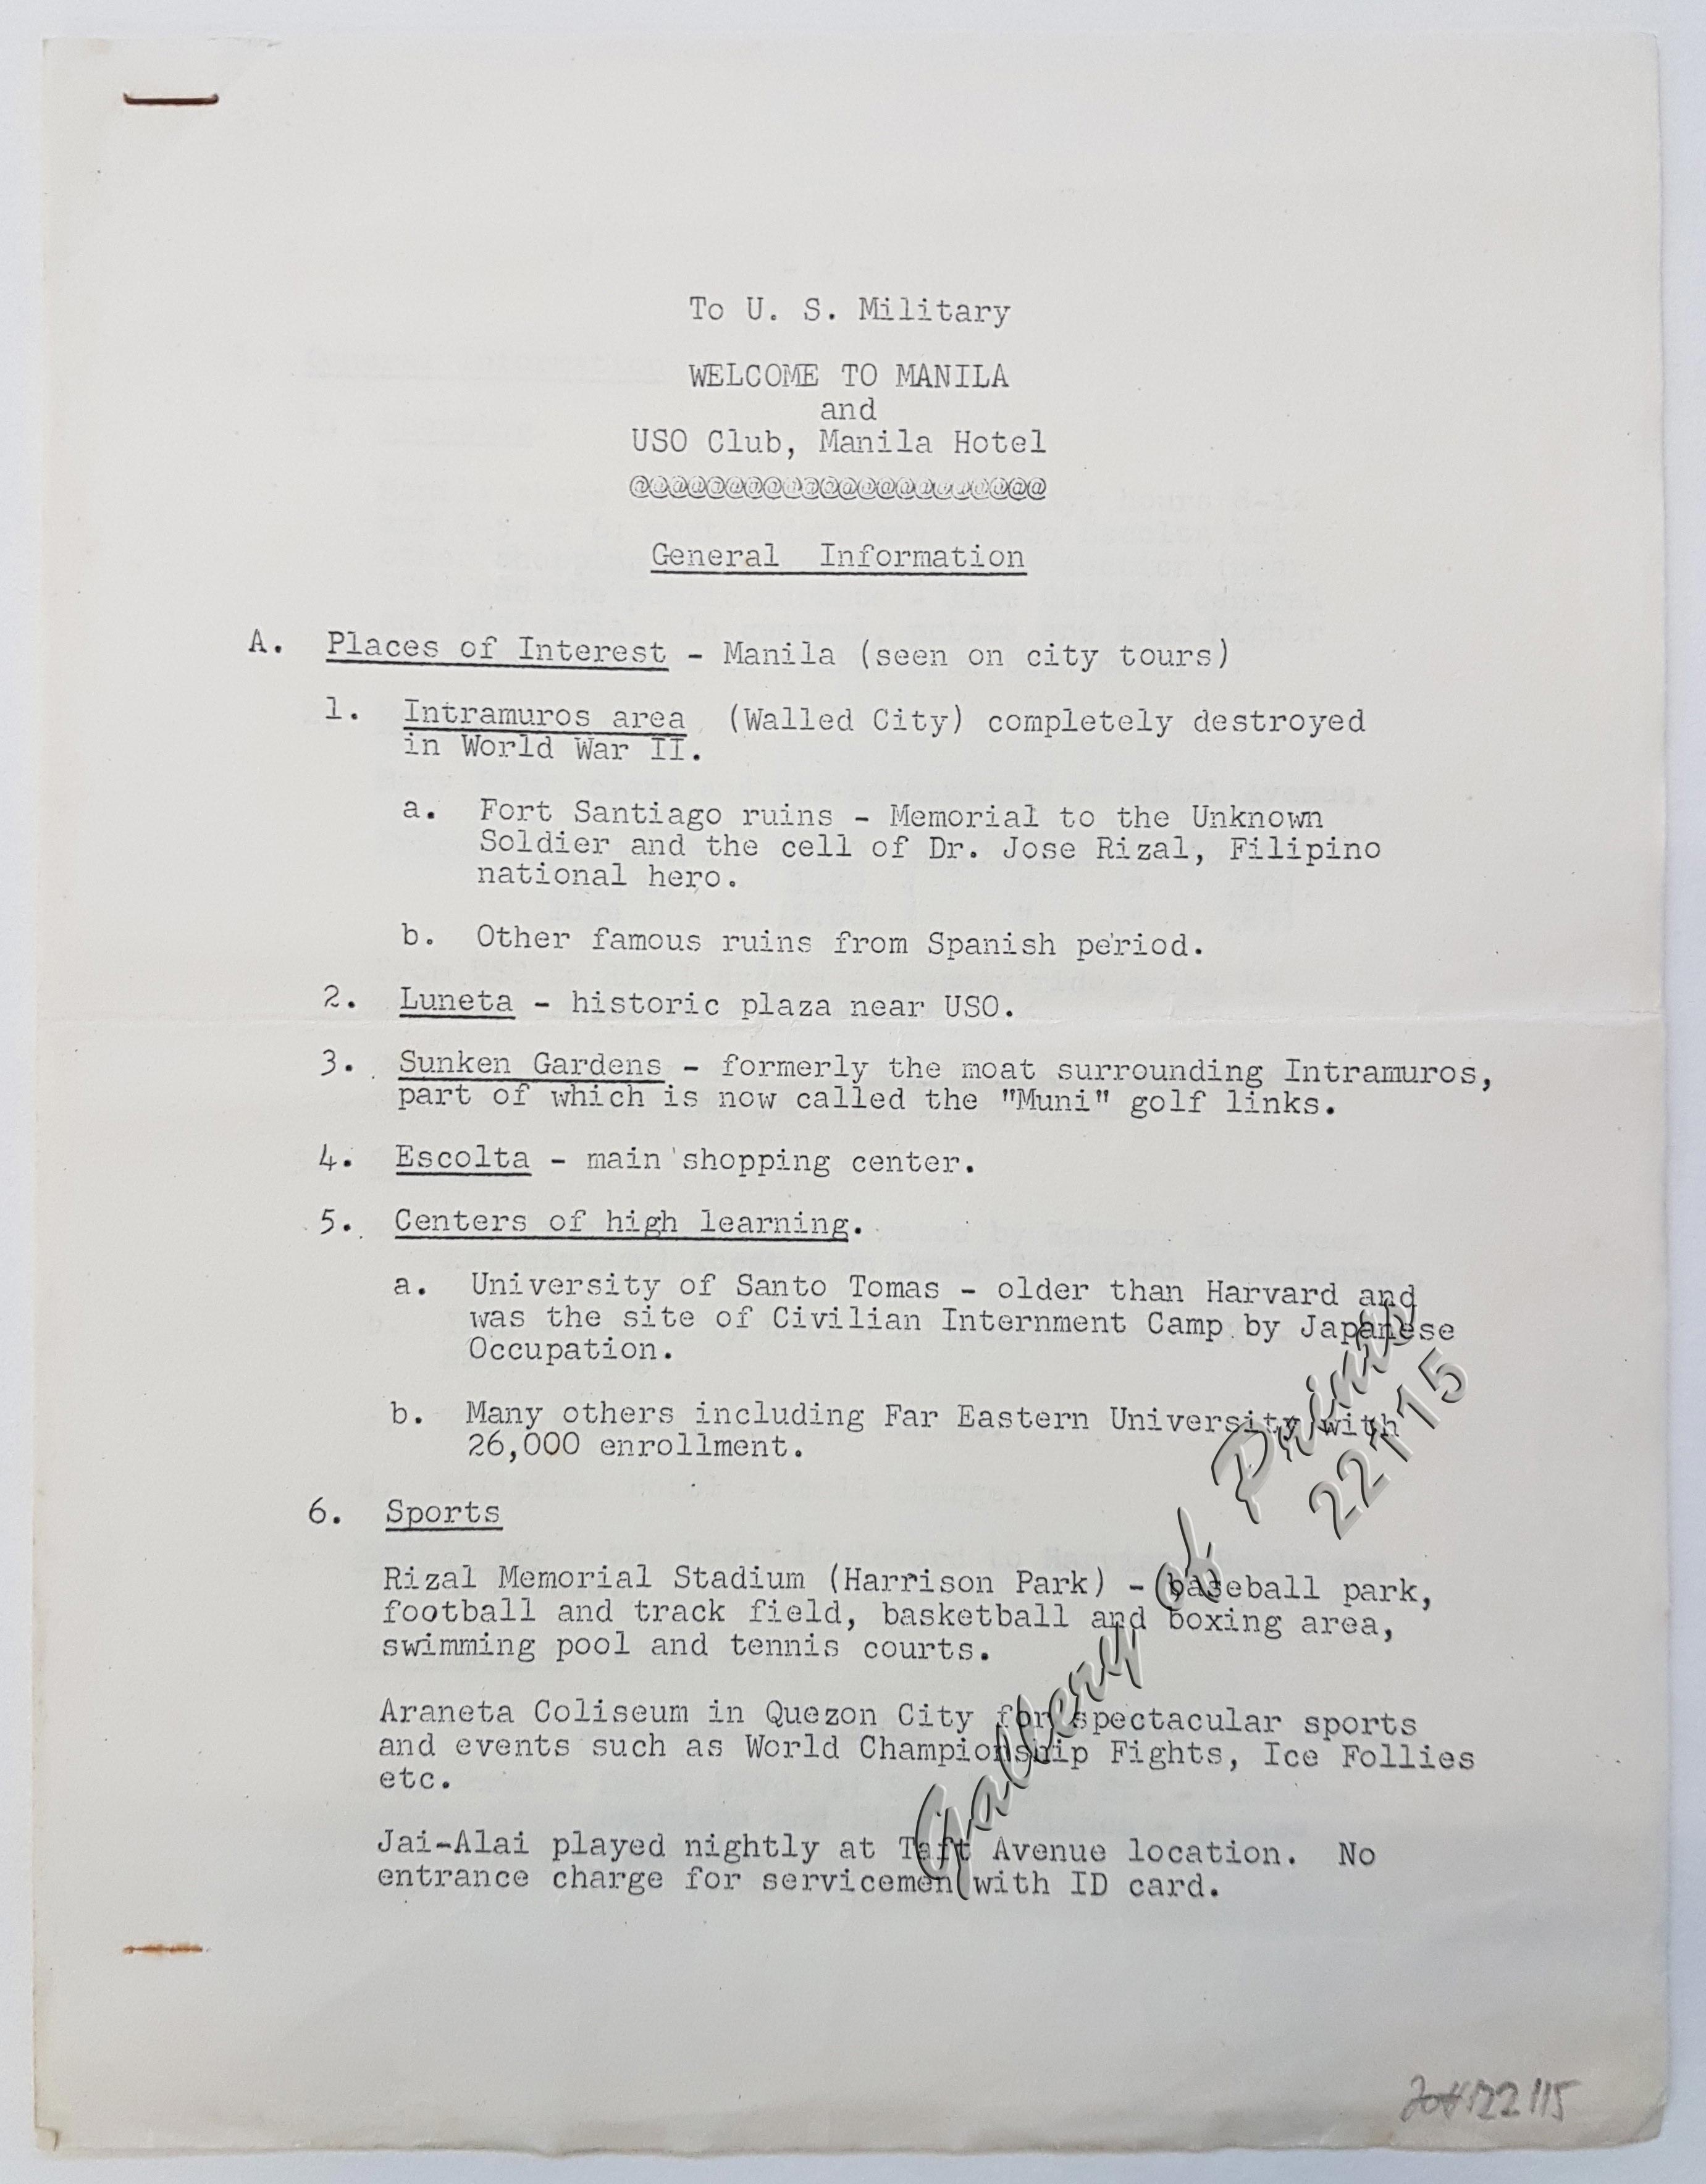 To U. S. Military
WELCOME TO MANILA
and
USO Club, Manila Hotel
@@@@@@@@@@@@@@@@@@@@@@
General Information
A. Places of Interest - Manila (seen on city tours)
1. Intramuros area (Walled City) completely destroyed
in World War II.
a. Fort Santiago ruins - Memorial to the Unknown
Soldier and the cell of Dr. Jose Rizal, Filipino
national hero.
b. Other famous ruins from Spanish period.
2. Luneta - historic plaza near USO.
3. Sunken Gardens - formerly the moat surrounding Intramuros,
part of which is now called the "Muni" golf links.
4. Escolta - main shopping center.
5. Centers of high learning.
a. University of Santo Tomas - older than Harvard and
was the site of Civilian Internment Camp by Japanese
Occupation.
b. Many others including Far Eastern University with
26,000 enrollment.
6. Sports
Rizal Memorial Stadium (Harrison Park) - baseball park,
football and track field, basketball and boxing area,
swimming pool and tennis courts.
Araneta Coliseum in Quezon City for spectacular sports
and events such as World Championship Fights, Ice Follies
etc.
Jai-Alai played nightly at Taft Avenue location. No
entrance charge for servicemen with ID card.
Gallery of Prints
22115
22115